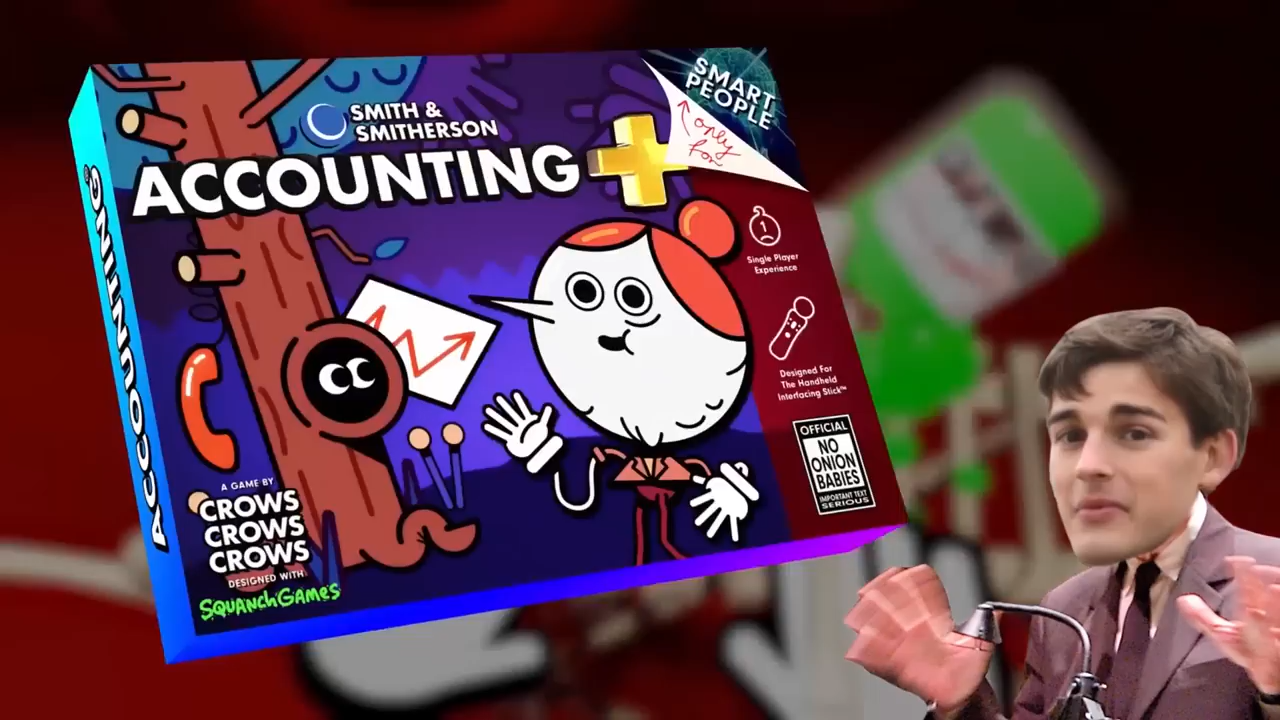 SMITH &
SMITHERSON
ACCOUNTING+
SMART
PEOPLE
only
for
ACCOUNTING
Single Player
Experience
1
Designed For
The Handheld
Interfacing Stick™
OFFICIAL
NO
ONION
BABIES
IMPORTANT TEXT
SERIOUS
A GAME BY
CROWS
CROWS
CROWS
DESIGNED WITH
SQUANCHGAMES